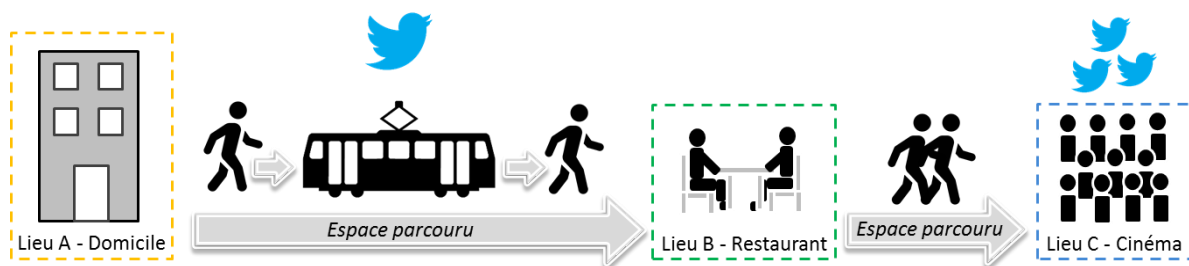 Espace parcouru
Espace parcouru
Lieu A - Domicile
Lieu B - Restaurant
Lieu C - Cinéma